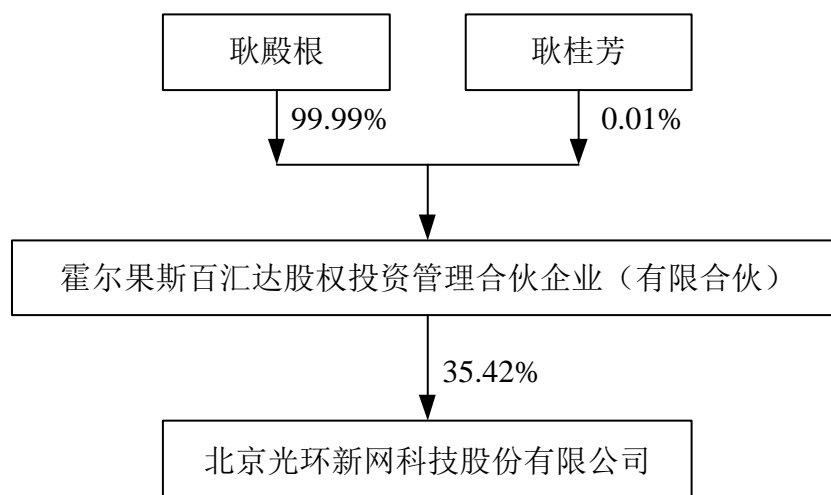 耿殿根
耿桂芳
99.99%
0.01%
霍尔果斯百汇达股权投资管理合伙企业（有限合伙）
35.42%
北京光环新网科技股份有限公司